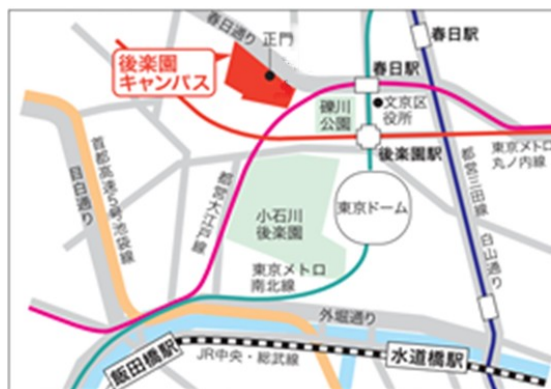 春日通り
正門
春日駅
後楽園
キャンパス
春日駅
礫川
公園
文京区
役所
後楽園駅
東京メトロ
丸ノ内線
首都高速5号池袋線
目白通り
都営大江戸線
小石川
後楽園
東京ドーム
都営三田線
白山通り
東京メトロ
南北線
外堀通り
飯田橋駅
JR中央・総武線
水道橋駅